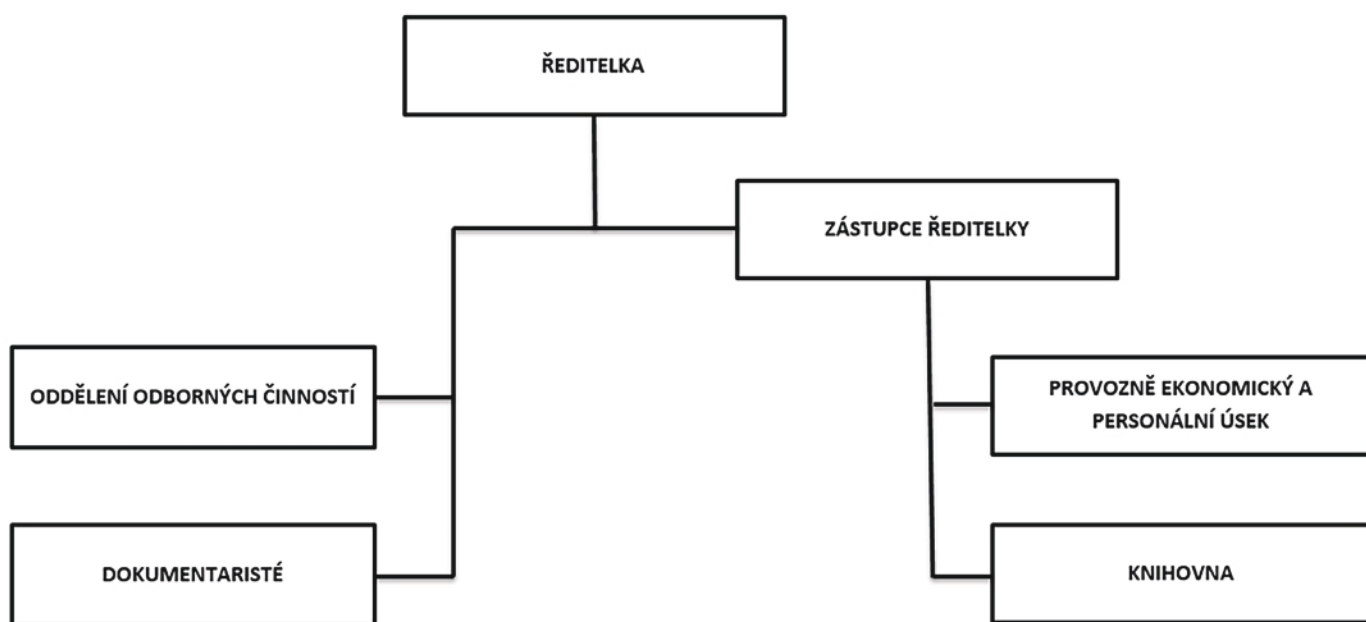 ŘEDITELKA
ZÁSTUPCE ŘEDITELKY
ODDĚLENÍ ODBORNÝCH ČINNOSTÍ
PROVOZNĚ EKONOMICKÝ A
PERSONÁLNÍ ÚSEK
DOKUMENTARISTÉ
KNIHOVNA